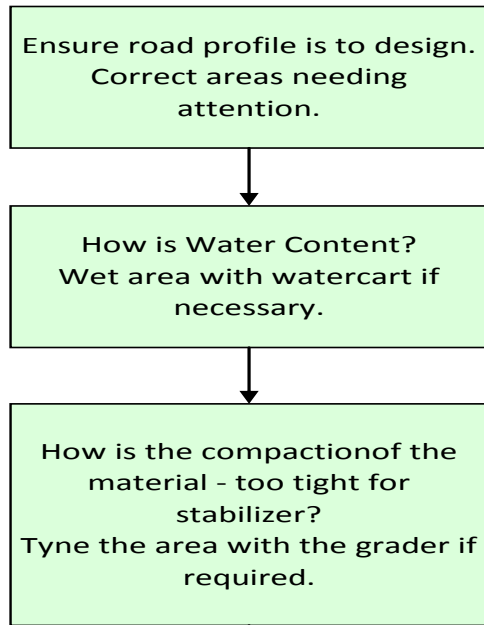 Ensure road profile is to design.
Correct areas needing
attention.
How is Water Content?
Wet area with watercart if
necessary.
How is the compactionof the
material - too tight for
stabilizer?
Tyne the area with the grader if
required.